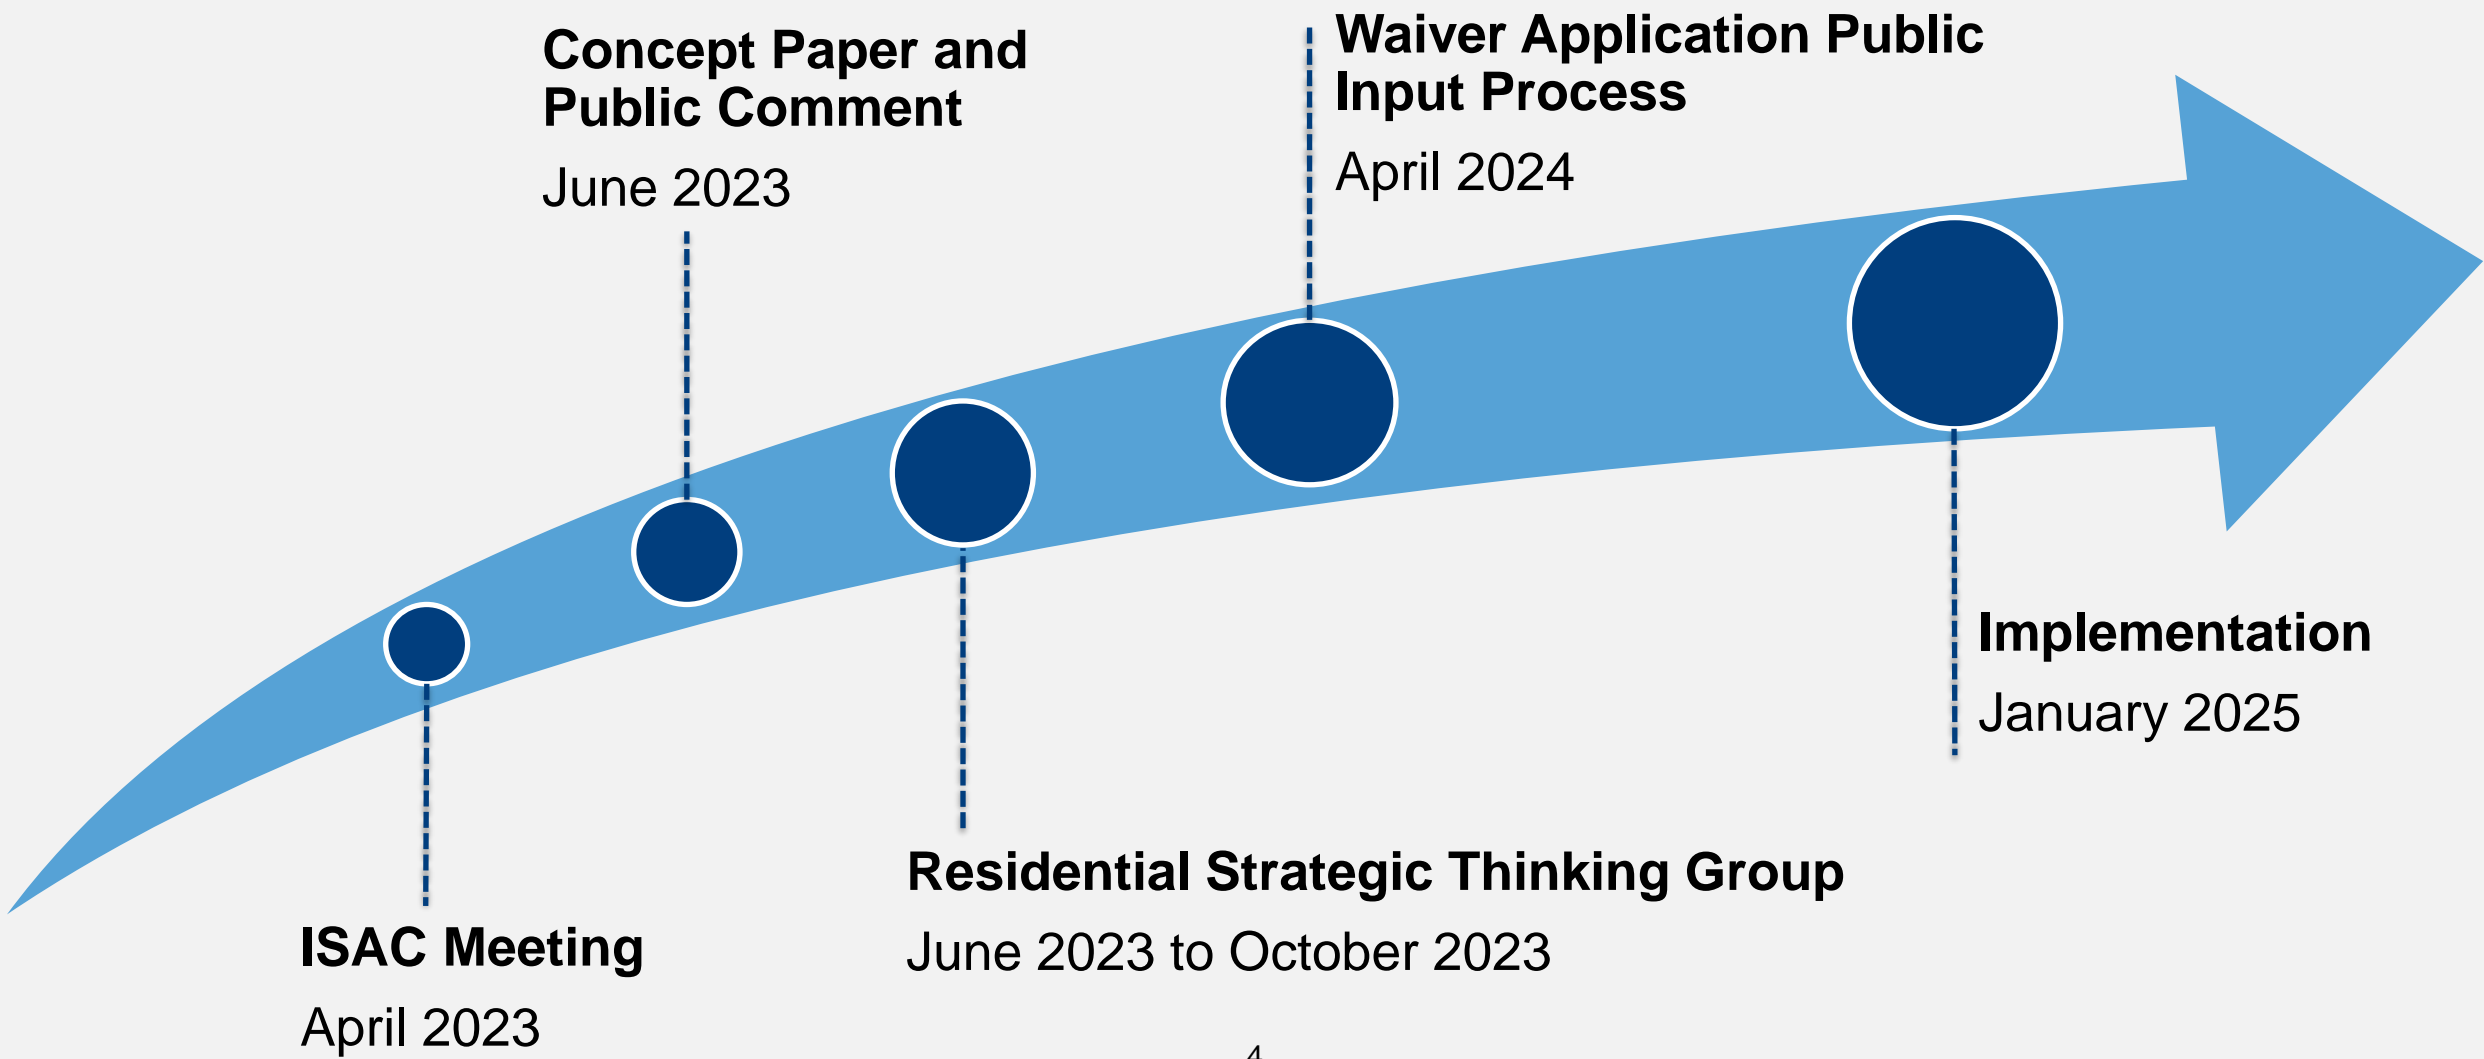 Concept Paper and
Public Comment
June 2023
Waiver Application Public
Input Process
April 2024
Implementation
January 2025
Residential Strategic Thinking Group
June 2023 to October 2023
ISAC Meeting
April 2023
4